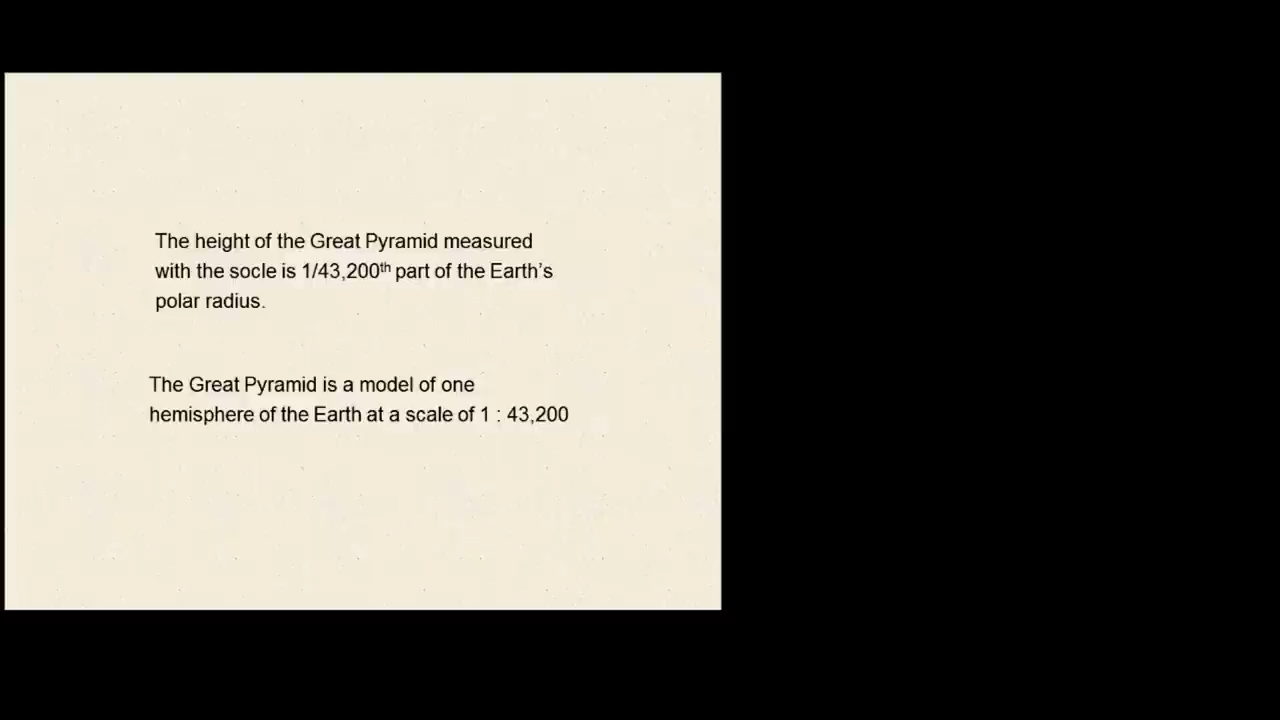 The height of the Great Pyramid measured
with the socle is 1/43,200th part of the Earth’s
polar radius.
The Great Pyramid is a model of one
hemisphere of the Earth at a scale of 1 : 43,200